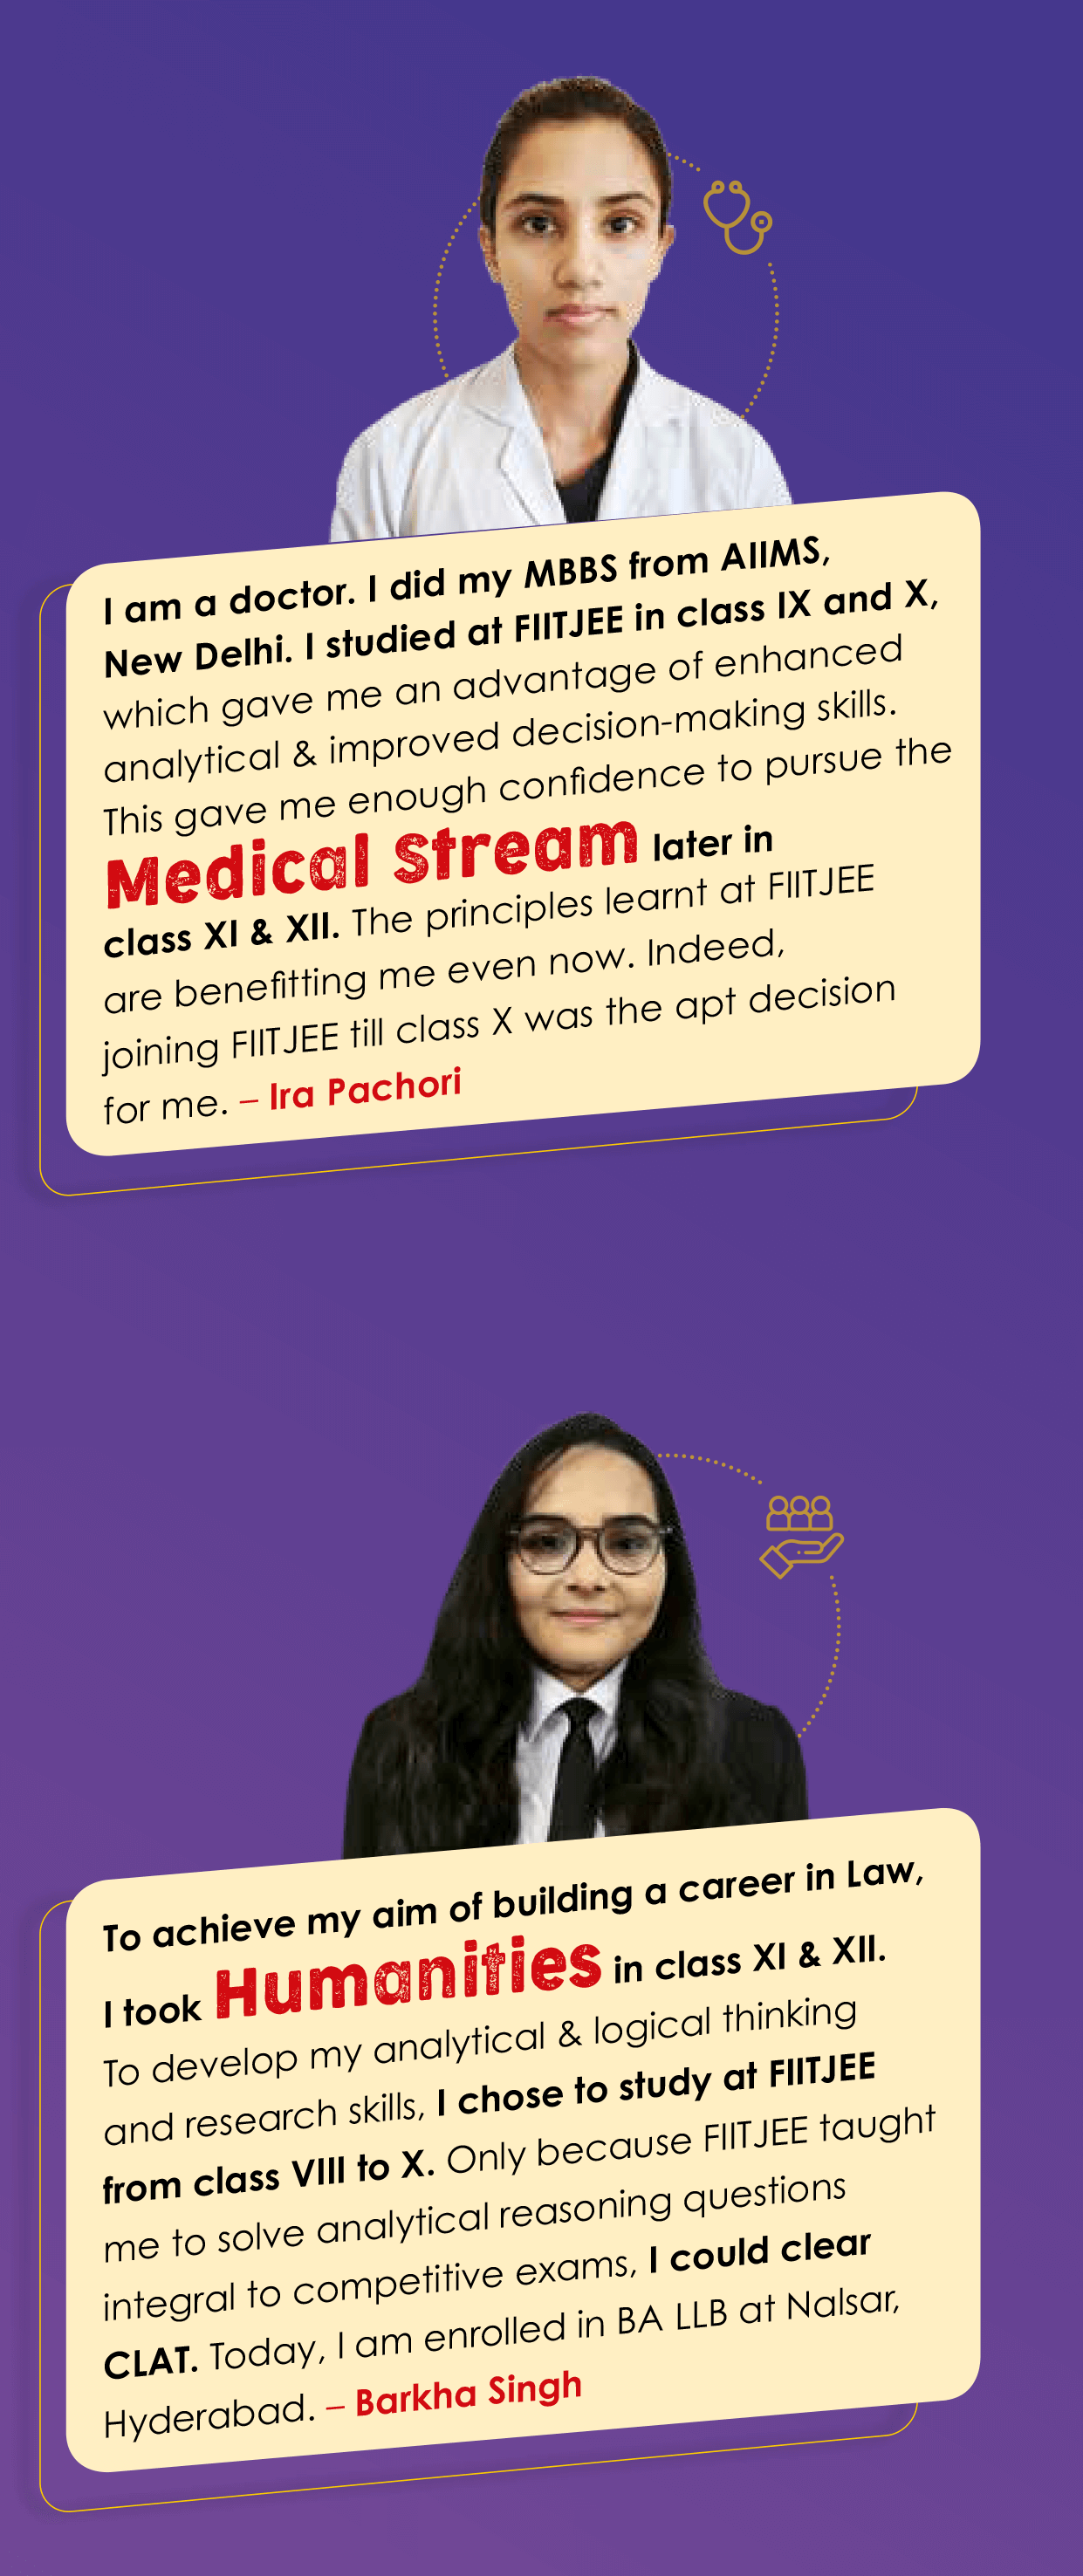 I am a doctor. I did my MBBS from AIIMS,
New Delhi. I studied at FIITJEE in class IX and X,
which gave me an advantage of enhanced
analytical & improved decision-making skills.
This gave me enough confidence to pursue the
Medical Stream later in
class XI & XII. The principles learnt at FIITJEE
are benefitting me even now. Indeed,
joining FIITJEE till class X was the apt decision
for me. – Ira Pachori
To achieve my aim of building a career in Law,
I took Humanities in class XI & XII.
To develop my analytical & logical thinking
and research skills, I chose to study at FIITJEE
from class VIII to X. Only because FIITJEE taught
me to solve analytical reasoning questions
integral to competitive exams, I could clear
CLAT. Today, I am enrolled in BA LLB at Nalsar,
Hyderabad. – Barkha Singh